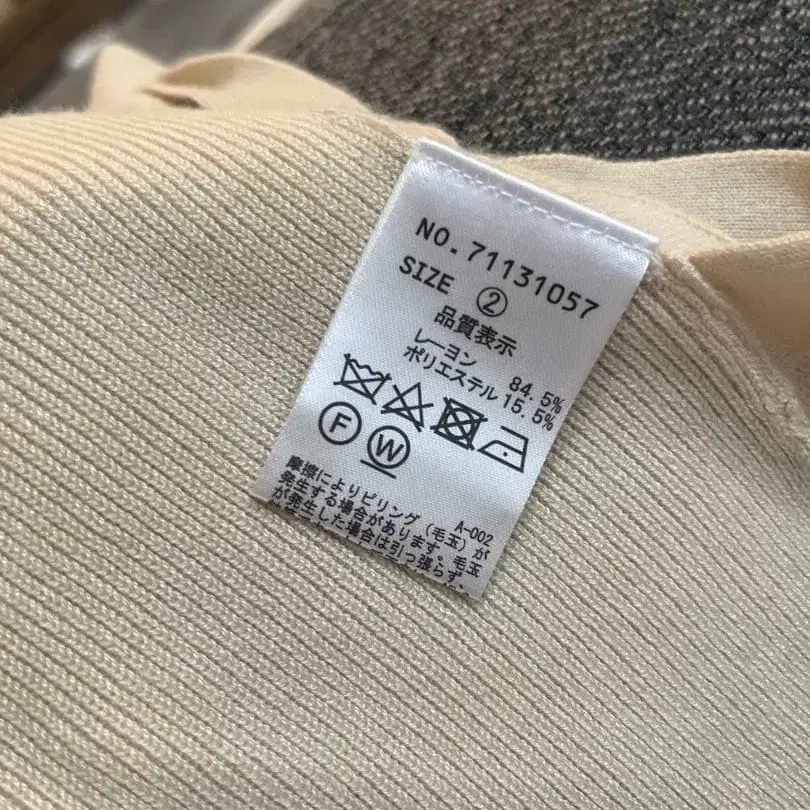 NO.71131057
SIZE ②
品質表示
レーヨン 84.5%
ポリエステル 15.5%
F W
A-002
摩擦によりピリング(毛玉)が
発生する場合があります。毛玉
が発生した場合は引っ張らず、